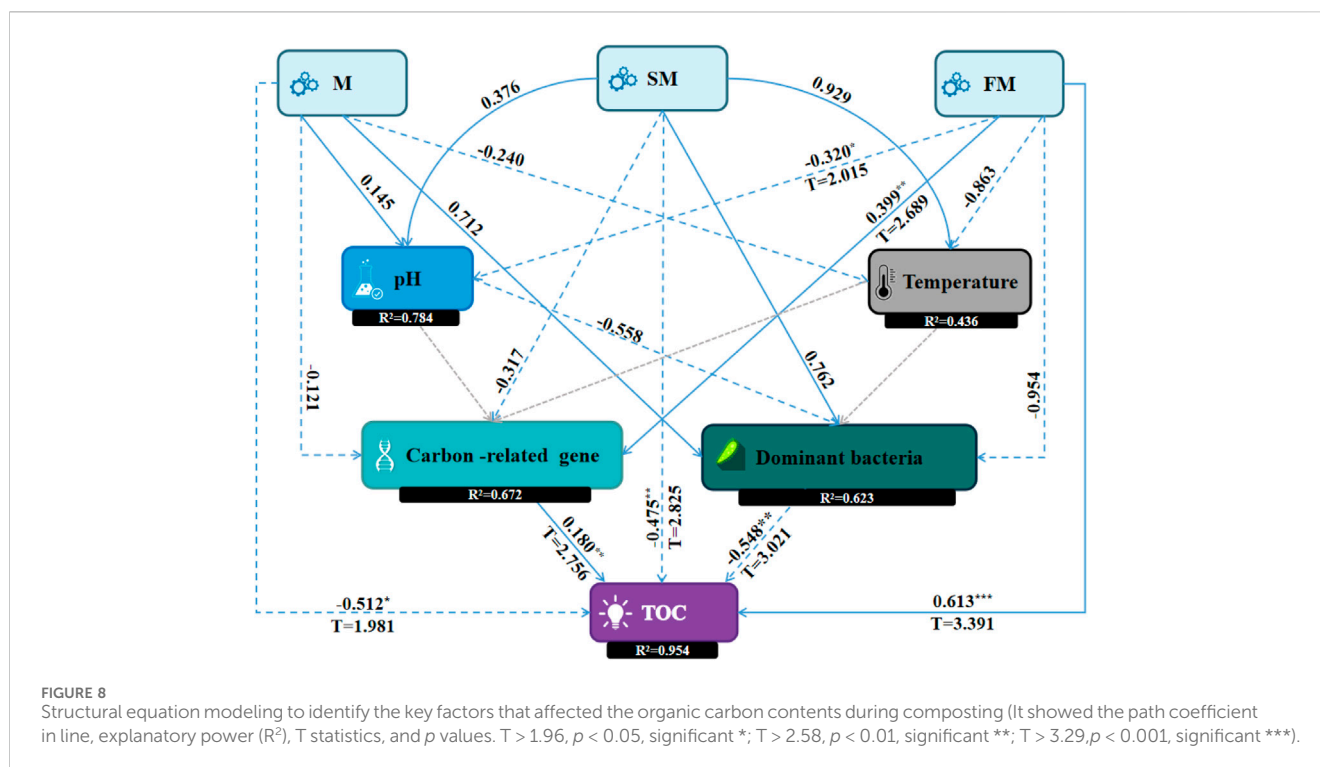 M
SM
FM
0.376
0.929
-0.240
-0.320*
T=2.015
-0.863
0.145
0.712
0.399**
T=2.689
pH
R²=0.784
Temperature
R²=0.436
-0.558
-0.317
0.762
-0.121
-0.954
Carbon -related gene
R²=0.672
Dominant bacteria
R²=0.623
0.180**
T=2.756
-0.475**
T=2.825
-0.548**
T=3.021
-0.512*
T=1.981
TOC
R²=0.954
0.613***
T=3.391
FIGURE 8
Structural equation modeling to identify the key factors that affected the organic carbon contents during composting (It showed the path coefficient
in line, explanatory power (R²), T statistics, and p values. T > 1.96, p < 0.05, significant *; T > 2.58, p < 0.01, significant **; T > 3.29,p < 0.001, significant ***).